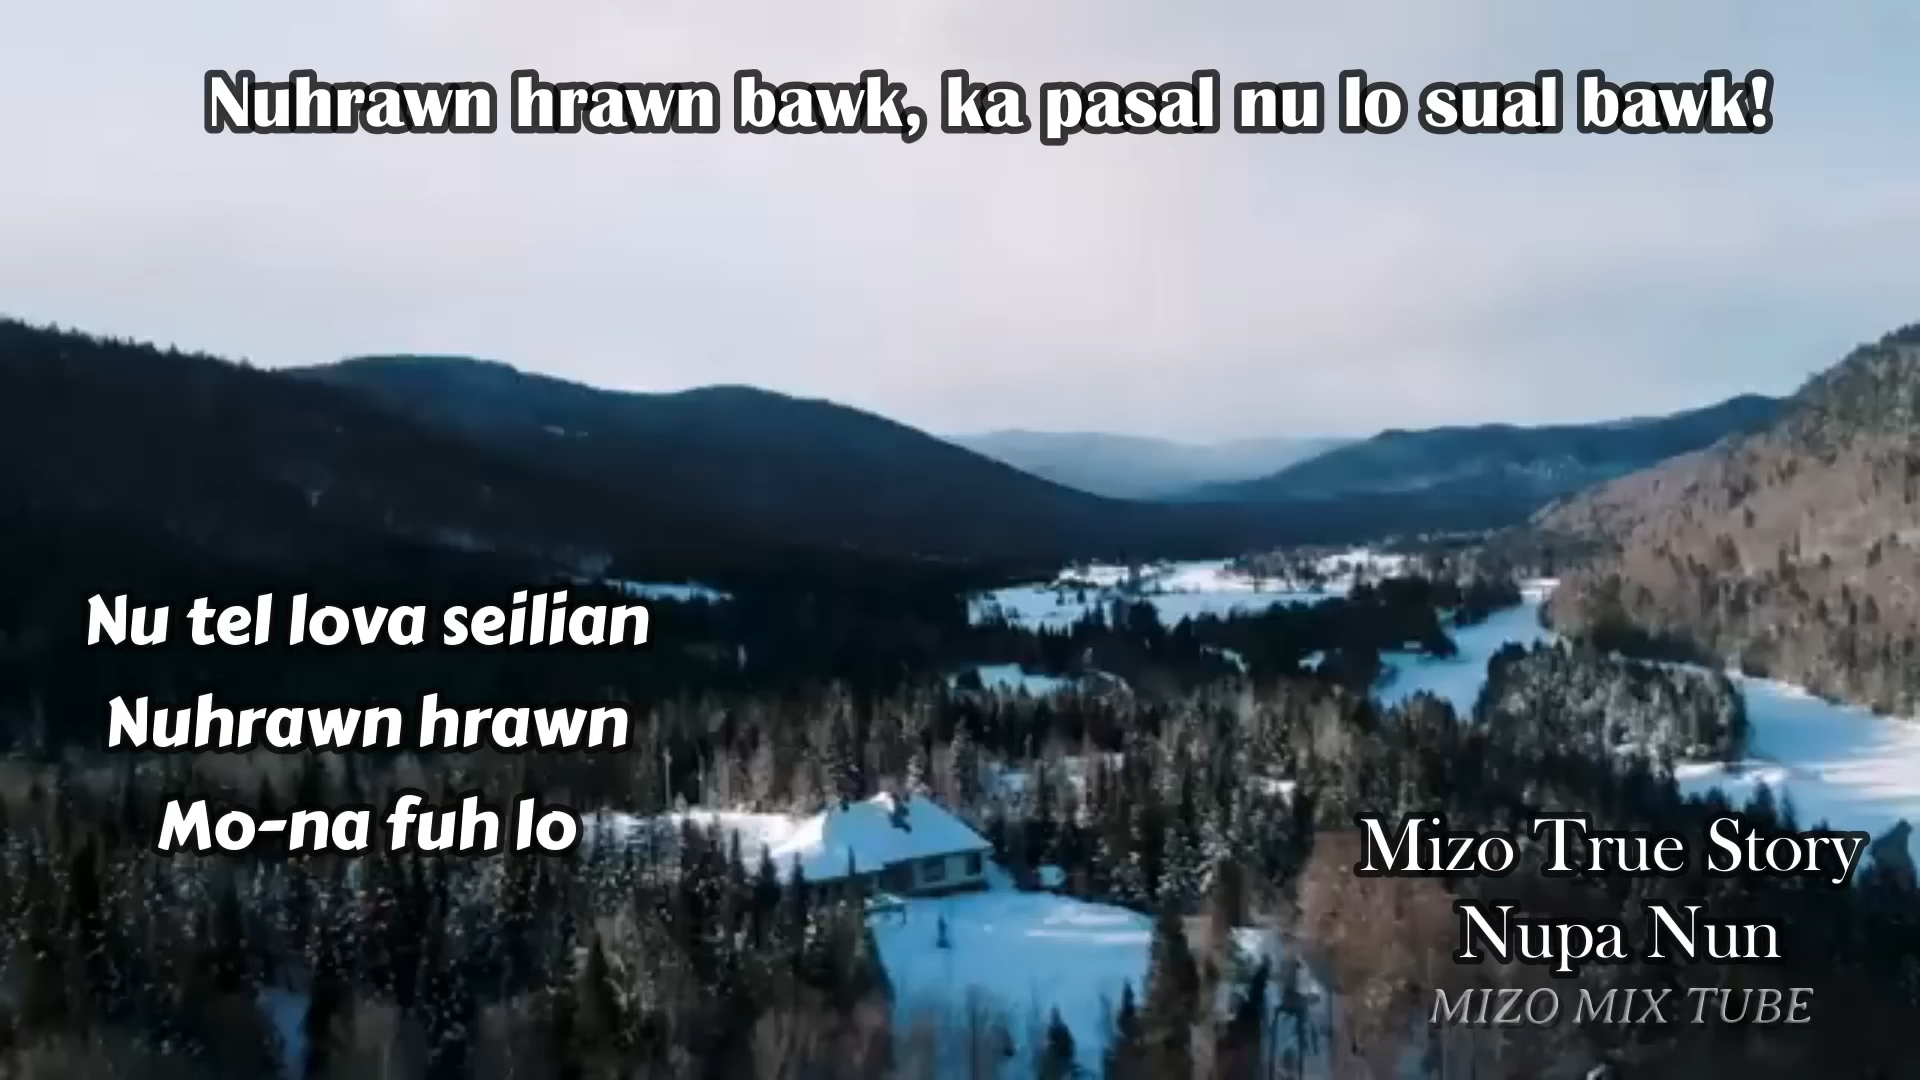 Nuhrawn hrawn bawk, ka pasal nu lo sual bawk!
Nu tel lova seilian
Nuhrawn hrawn
Mo-na fuh lo
Mizo True Story
Nupa Nun
MIZO MIX TUBE